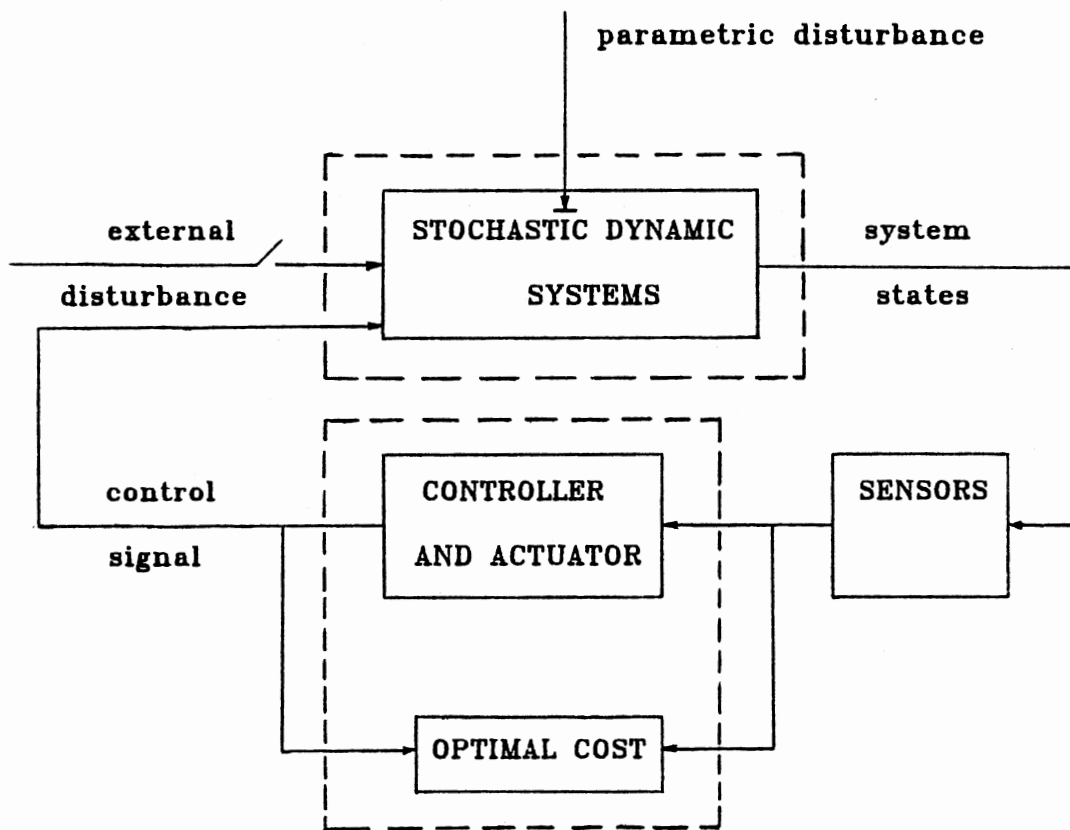 parametric disturbance
external
disturbance
STOCHASTIC DYNAMIC
SYSTEMS
system
states
control
signal
CONTROLLER
AND ACTUATOR
SENSORS
OPTIMAL COST